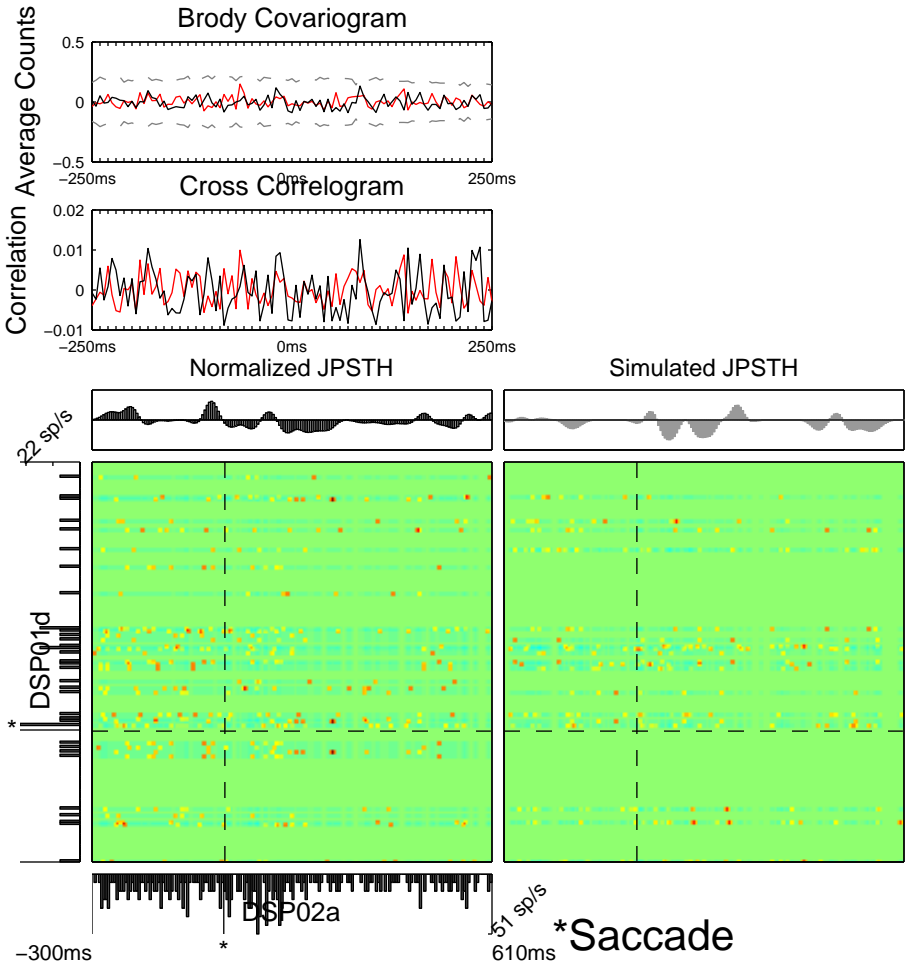 Brody Covariogram
Average Counts
0.5
0
−0.5
−250ms
0ms
250ms
Cross Correlogram
Correlation
0.02
0.01
0
−0.01
−250ms
0ms
250ms
Normalized JPSTH
Simulated JPSTH
22 sp/s
DSP01d
*
DSP02a
51 sp/s
*
*Saccade
−300ms
610ms